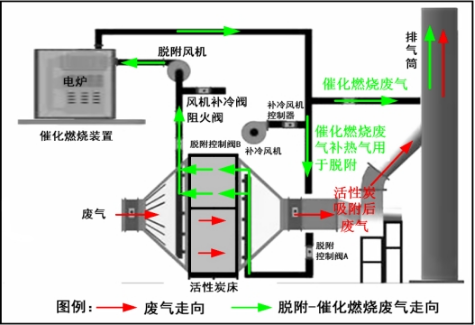 脱附风机
排
气
筒
电炉
催化燃烧装置
风机补冷阀
阻火阀
补冷风机
控制器
催化燃烧废气
脱附控制阀B
补冷风机
催化燃烧废
气补热气用
于脱附
废气
活性炭
吸附后
废气
脱附
控制阀A
活性炭床
图例：
废气走向
脱附-催化燃烧废气走向